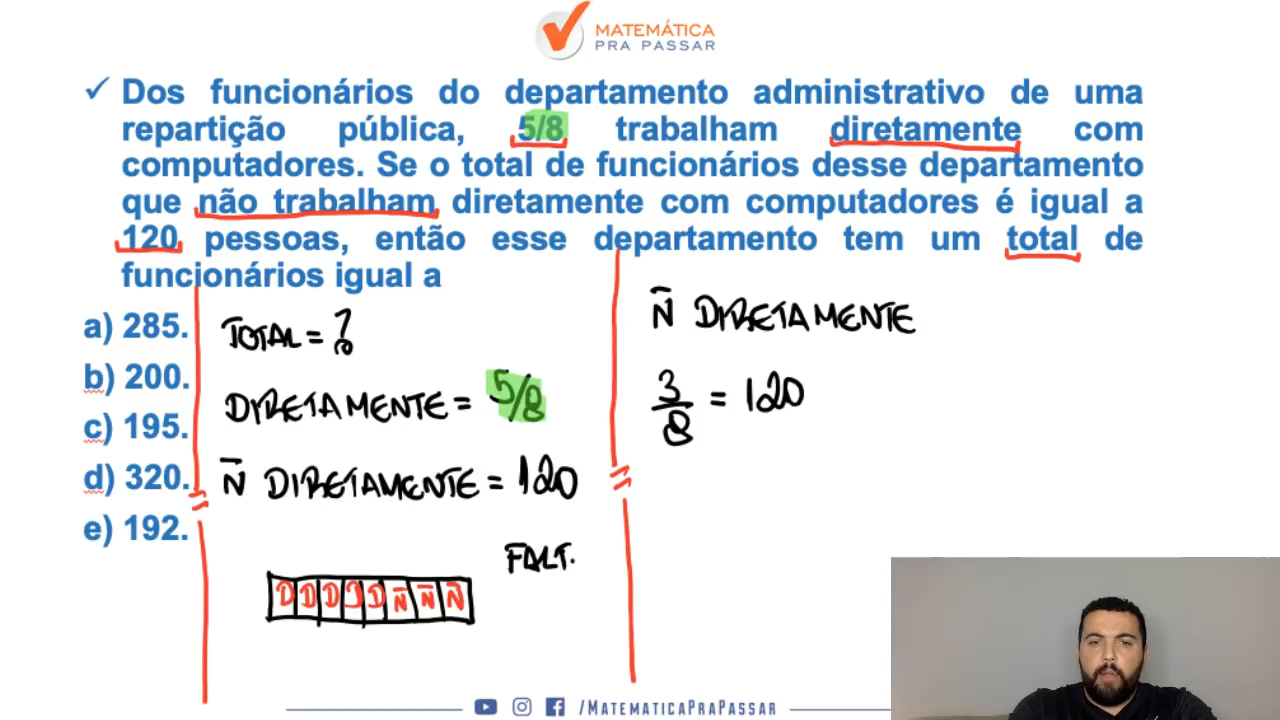 MATEMÁTICA
PRA PASSAR
✓ Dos funcionários do departamento administrativo de uma
repartição pública, 5/8 trabalham diretamente com
computadores. Se o total de funcionários desse departamento
que não trabalham diretamente com computadores é igual a
120 pessoas, então esse departamento tem um total de
funcionários igual a
a) 285.
b) 200.
c) 195.
d) 320.
e) 192.
TOTAL = ?
DIRETAMENTE = 5/8
N̄ DIRETAMENTE = 120
FALT.
D D D D D N̄ N̄ N̄
N̄ DIRETAMENTE
3/8 = 120
/MATEMATICAPRAPASSAR